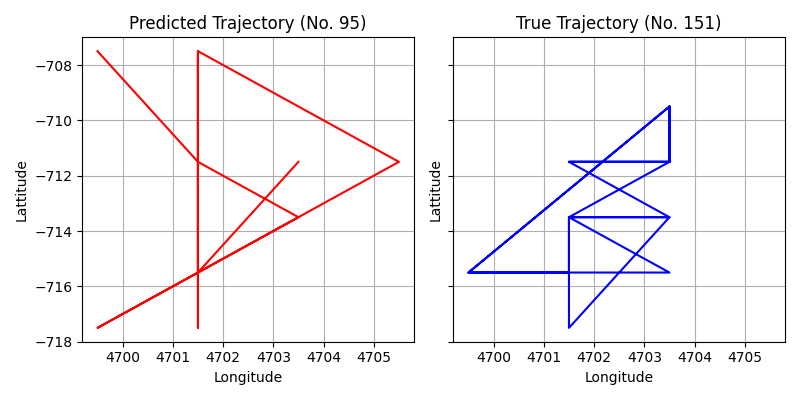 Predicted Trajectory (No. 95)
True Trajectory (No. 151)
−708
−710
−712
−714
−716
−718
Lattitude
Lattitude
4700 4701 4702 4703 4704 4705
4700 4701 4702 4703 4704 4705
Longitude
Longitude